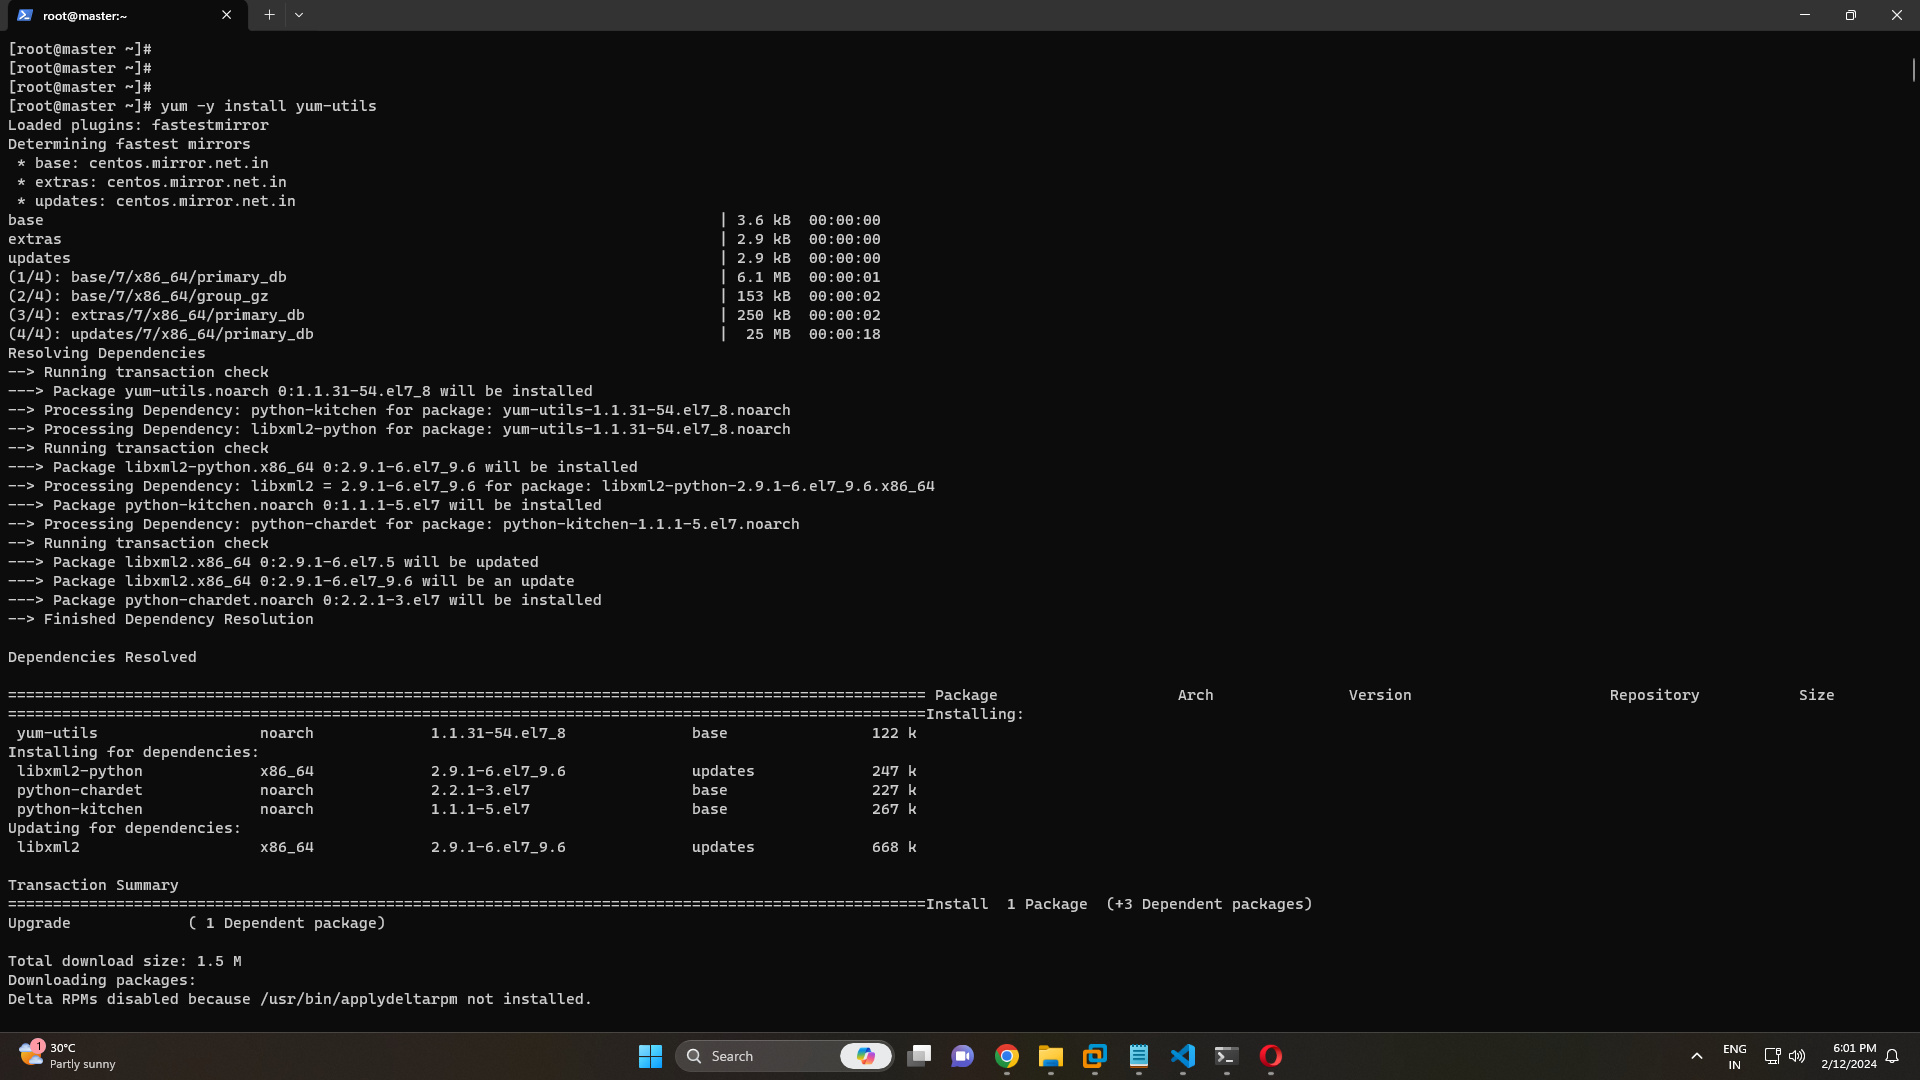 root@master:~
[root@master ~]#
[root@master ~]#
[root@master ~]#
[root@master ~]# yum -y install yum-utils
Loaded plugins: fastestmirror
Determining fastest mirrors
 * base: centos.mirror.net.in
 * extras: centos.mirror.net.in
 * updates: centos.mirror.net.in
base | 3.6 kB 00:00:00
extras | 2.9 kB 00:00:00
updates | 2.9 kB 00:00:00
(1/4): base/7/x86_64/primary_db | 6.1 MB 00:00:01
(2/4): base/7/x86_64/group_gz | 153 kB 00:00:02
(3/4): extras/7/x86_64/primary_db | 250 kB 00:00:02
(4/4): updates/7/x86_64/primary_db | 25 MB 00:00:18
Resolving Dependencies
--> Running transaction check
---> Package yum-utils.noarch 0:1.1.31-54.el7_8 will be installed
--> Processing Dependency: python-kitchen for package: yum-utils-1.1.31-54.el7_8.noarch
--> Processing Dependency: libxml2-python for package: yum-utils-1.1.31-54.el7_8.noarch
--> Running transaction check
---> Package libxml2-python.x86_64 0:2.9.1-6.el7_9.6 will be installed
--> Processing Dependency: libxml2 = 2.9.1-6.el7_9.6 for package: libxml2-python-2.9.1-6.el7_9.6.x86_64
---> Package python-kitchen.noarch 0:1.1.1-5.el7 will be installed
--> Processing Dependency: python-chardet for package: python-kitchen-1.1.1-5.el7.noarch
--> Running transaction check
---> Package libxml2.x86_64 0:2.9.1-6.el7.5 will be updated
---> Package libxml2.x86_64 0:2.9.1-6.el7_9.6 will be an update
---> Package python-chardet.noarch 0:2.2.1-3.el7 will be installed
--> Finished Dependency Resolution
Dependencies Resolved
====================================================================================================== Package Arch Version Repository Size
======================================================================================================Installing:
 yum-utils noarch 1.1.31-54.el7_8 base 122 k
Installing for dependencies:
 libxml2-python x86_64 2.9.1-6.el7_9.6 updates 247 k
 python-chardet noarch 2.2.1-3.el7 base 227 k
 python-kitchen noarch 1.1.1-5.el7 base 267 k
Updating for dependencies:
 libxml2 x86_64 2.9.1-6.el7_9.6 updates 668 k
Transaction Summary
======================================================================================================Install 1 Package (+3 Dependent packages)
Upgrade ( 1 Dependent package)
Total download size: 1.5 M
Downloading packages:
Delta RPMs disabled because /usr/bin/applydeltarpm not installed.
1
30°C
Partly sunny
Search
ENG
IN
6:01 PM
2/12/2024